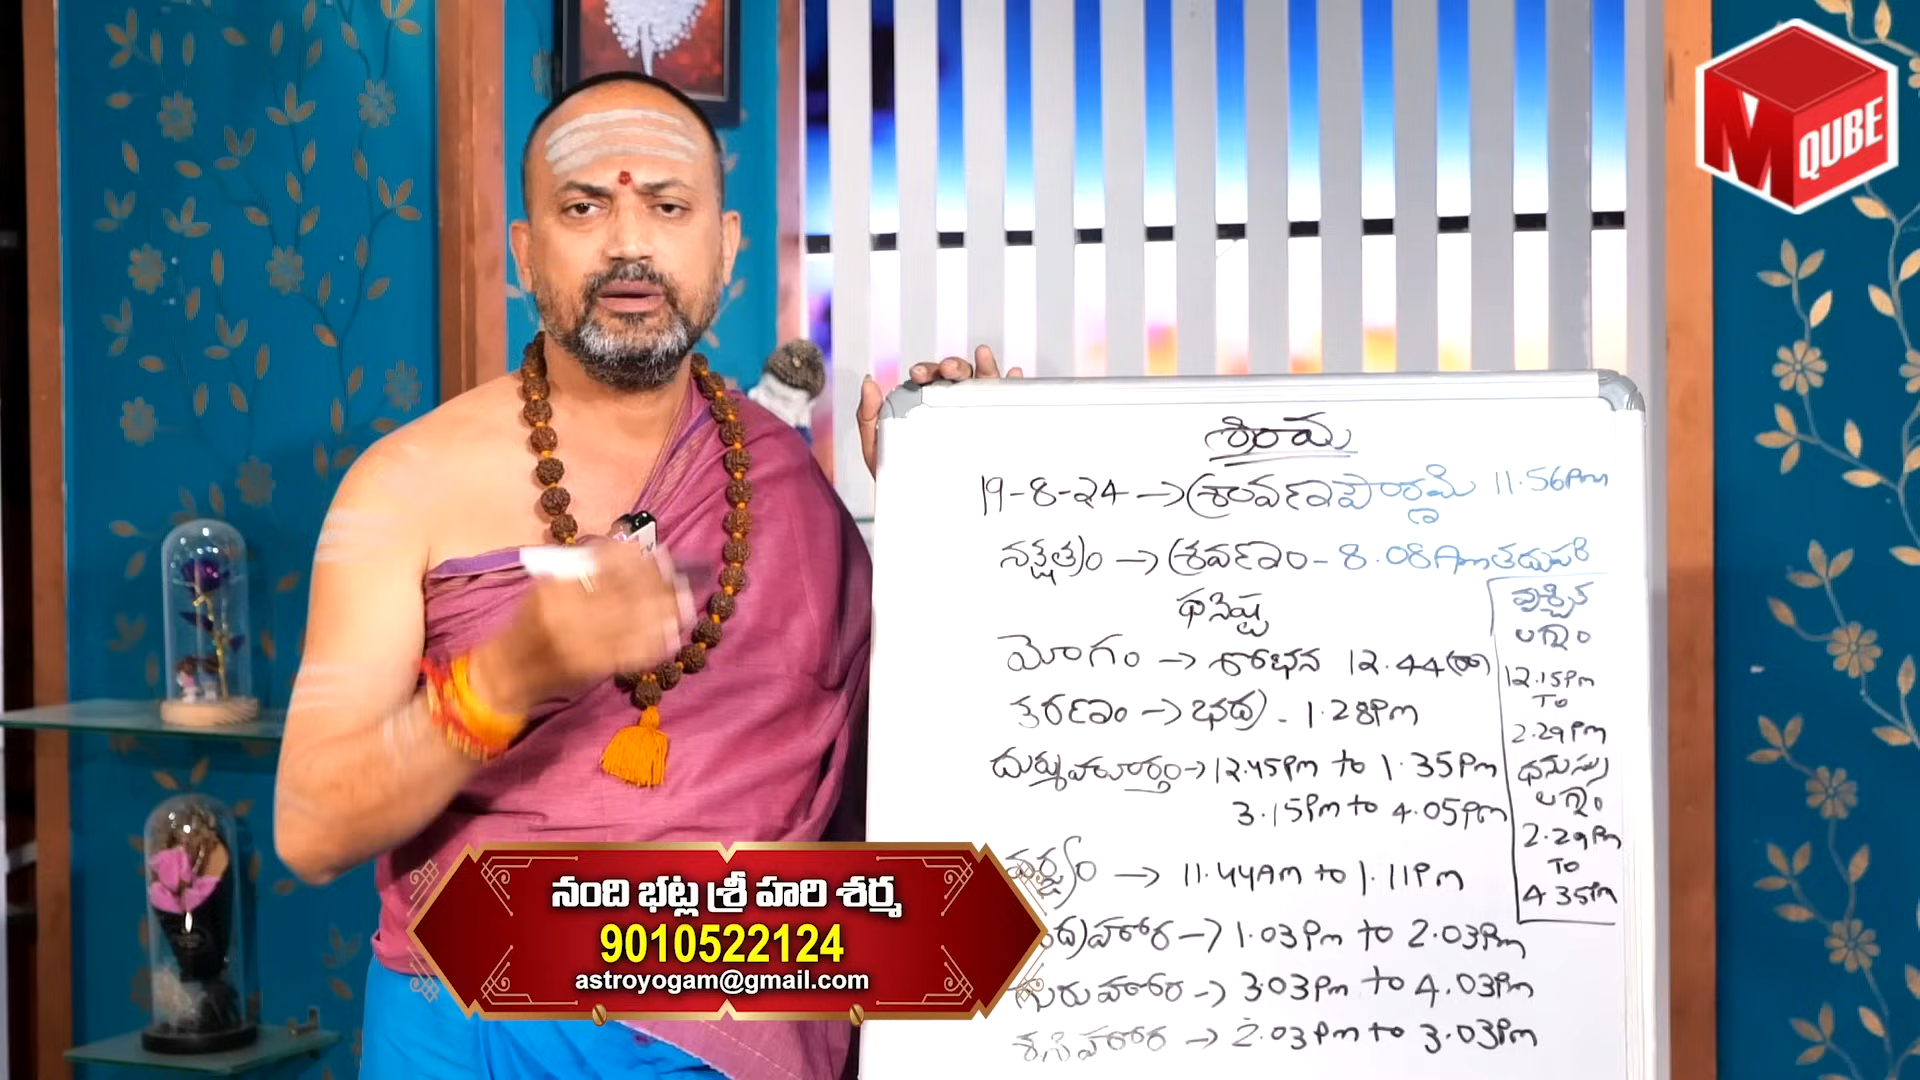 M QUBE
శ్రీరామ
19-8-24 → శ్రావణ పౌర్ణమి 11.56Pm
నక్షత్రం → శ్రవణం - 8.08Am తదుపరి
ధనిష్ట
యోగం → శోభన 12.44(రా)
కరణం → భద్ర - 1.28Pm
దుర్ముహూర్తం → 12.45Pm to 1.35Pm
3.15Pm to 4.05Pm
వర్జ్యం → 11.44Am to 1.11Pm
హోర → 1.03Pm to 2.03Pm
గురు హోర → 3.03Pm to 4.03Pm
శని హోర → 2.03Pm to 3.03Pm
వృశ్చిక
లగ్నం
12.15Pm
To
2.29Pm
ధనుస్సు
లగ్నం
2.29Pm
To
4.35Pm
నంది భట్ల శ్రీ హరి శర్మ
9010522124
astroyogam@gmail.com